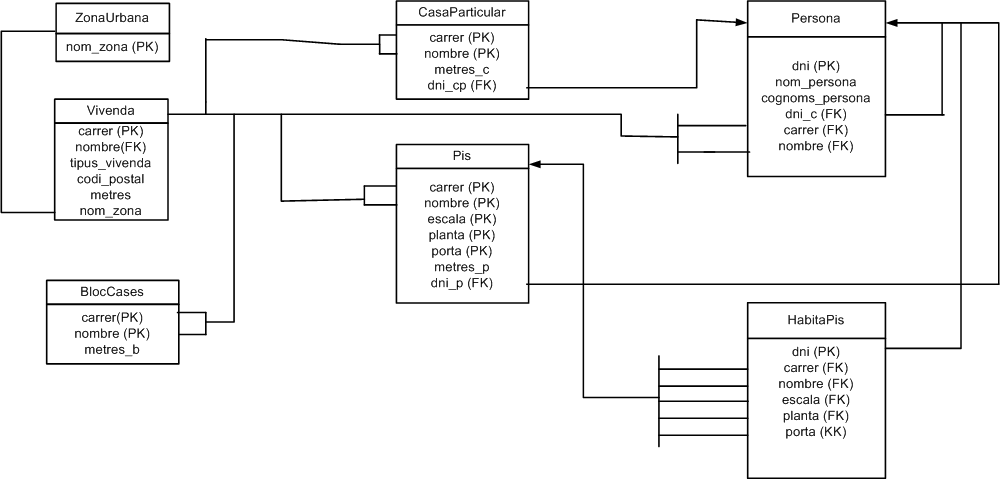 ZonaUrbana
nom_zona (PK)
Vivenda
carrer (PK)
nombre(FK)
tipus_vivenda
codi_postal
metres
nom_zona
BlocCases
carrer(PK)
nombre (PK)
metres_b
CasaParticular
carrer (PK)
nombre (PK)
metres_c
dni_cp (FK)
Pis
carrer (PK)
nombre (PK)
escala (PK)
planta (PK)
porta (PK)
metres_p
dni_p (FK)
Persona
dni (PK)
nom_persona
cognoms_persona
dni_c (FK)
carrer (FK)
nombre (FK)
HabitaPis
dni (PK)
carrer (FK)
nombre (FK)
escala (FK)
planta (FK)
porta (KK)